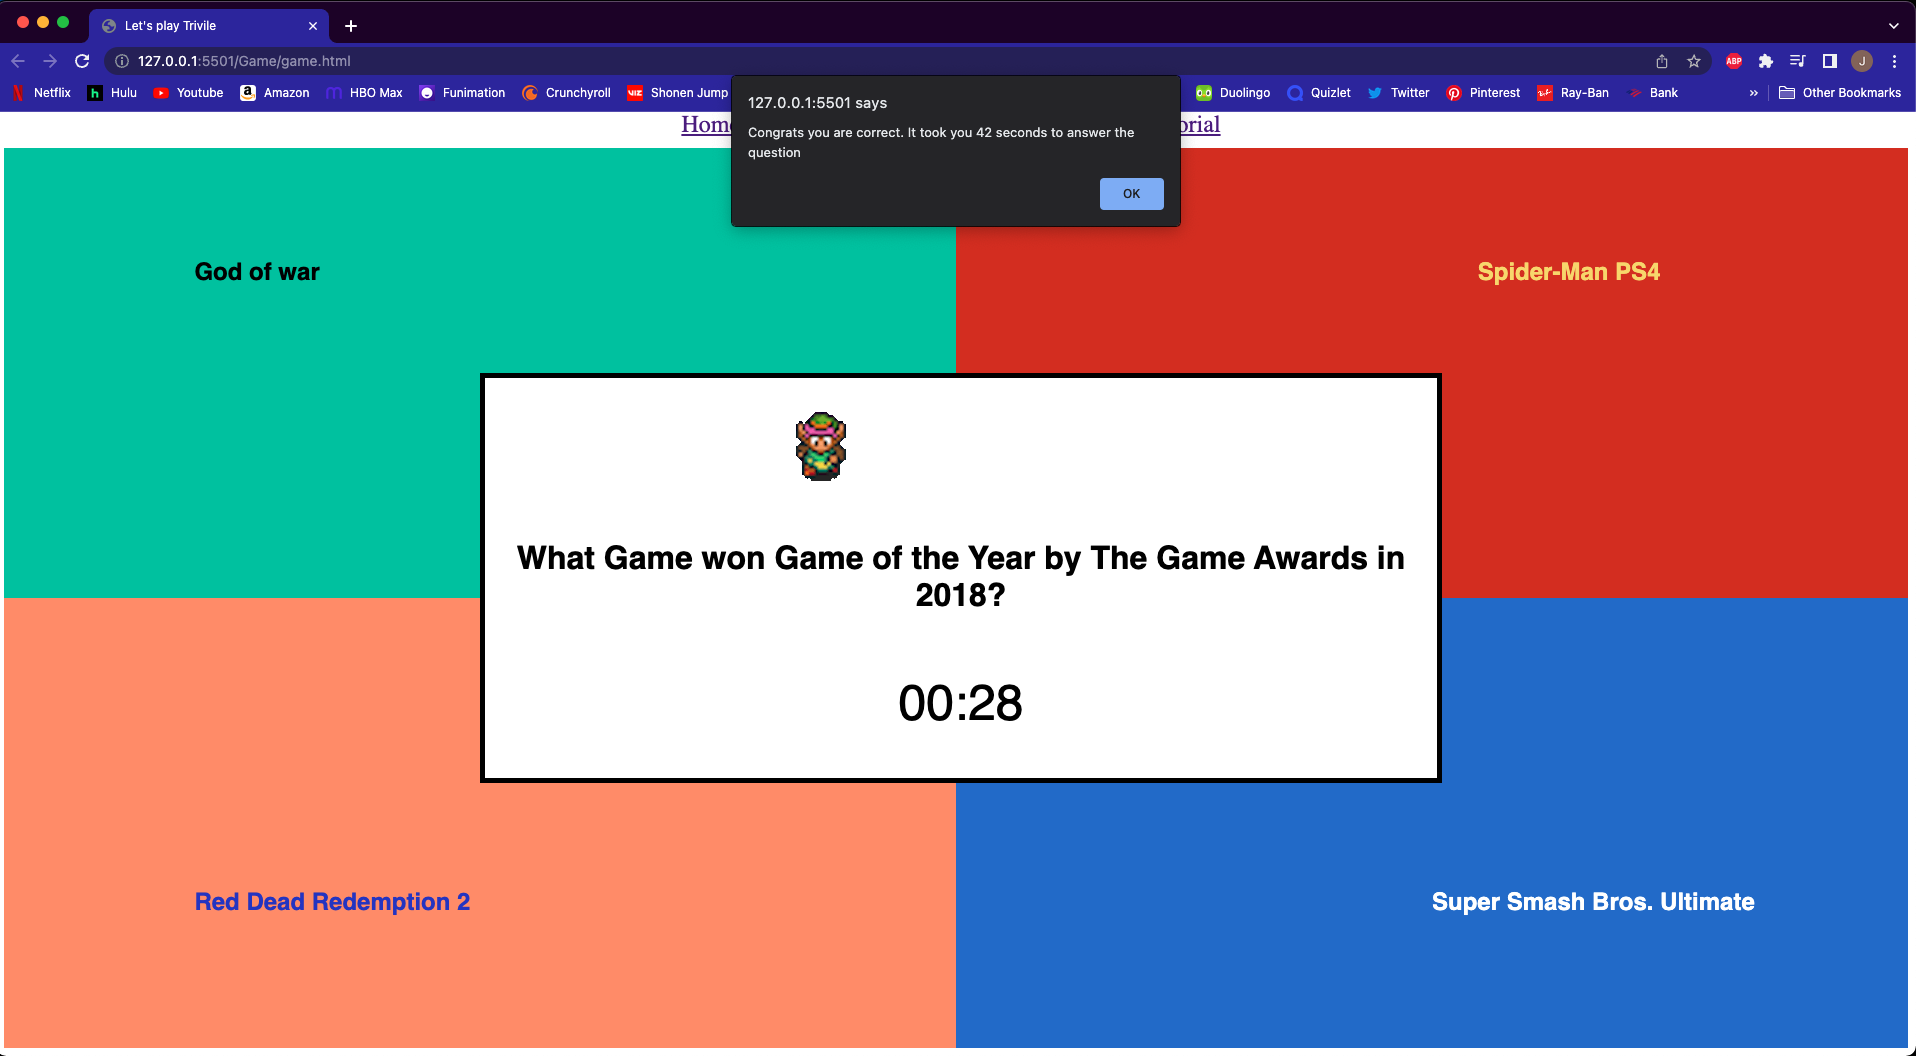 Let's play Trivile
127.0.0.1:5501/Game/game.html
ABP
J
Netflix
h Hulu
Youtube
a Amazon
HBO Max
Funimation
Crunchyroll
VIZ Shonen Jump
Duolingo
Quizlet
Twitter
Pinterest
Ray-Ban
Bank
»
Other Bookmarks
127.0.0.1:5501 says
Congrats you are correct. It took you 42 seconds to answer the
question
OK
Home
orial
God of war
Spider-Man PS4
What Game won Game of the Year by The Game Awards in
2018?
00:28
Red Dead Redemption 2
Super Smash Bros. Ultimate